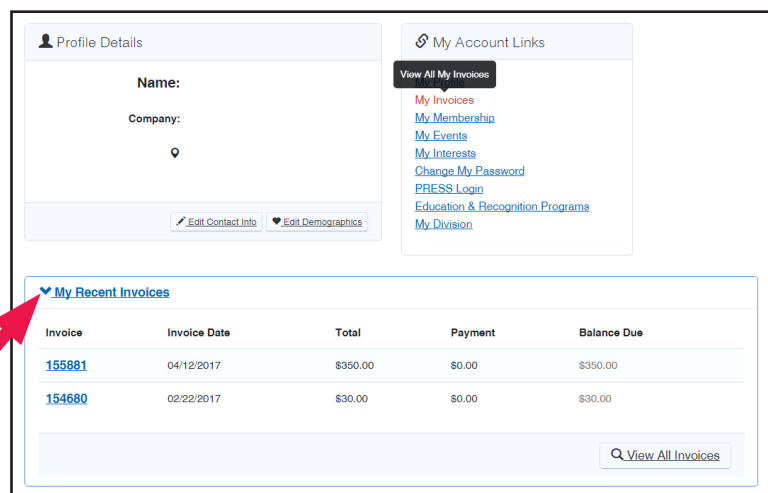 Profile Details
Name:
Company:
Edit Contact Info Edit Demographics
My Account Links
View All My Invoices
My Profile
My Invoices
My Membership
My Events
My Interests
Change My Password
PRESS Login
Education & Recognition Programs
My Division
My Recent Invoices
Invoice Invoice Date Total Payment Balance Due
155881 04/12/2017 $350.00 $0.00 $350.00
154680 02/22/2017 $30.00 $0.00 $30.00
View All Invoices